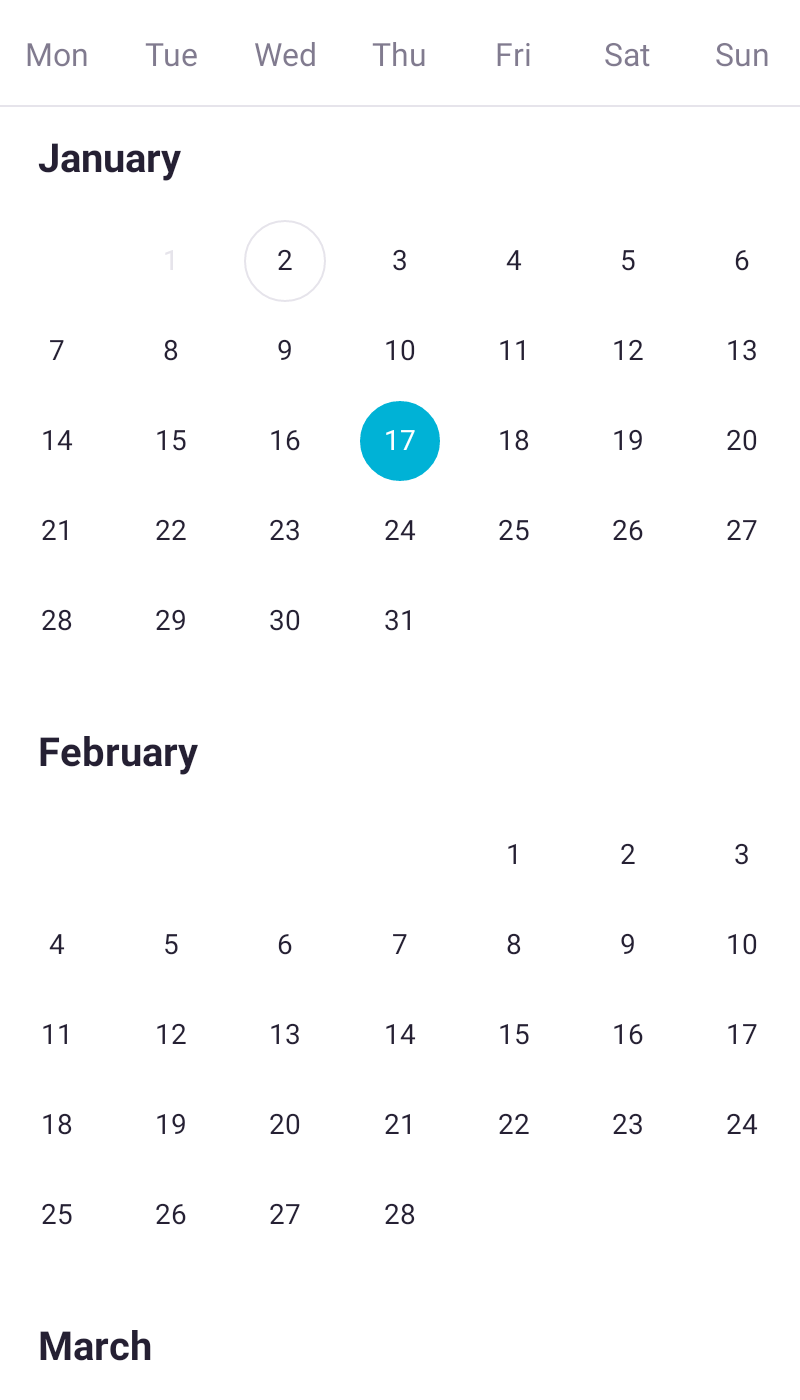 Mon Tue Wed Thu Fri Sat Sun
January
1 2 3 4 5 6
7 8 9 10 11 12 13
14 15 16 17 18 19 20
21 22 23 24 25 26 27
28 29 30 31
February
1 2 3
4 5 6 7 8 9 10
11 12 13 14 15 16 17
18 19 20 21 22 23 24
25 26 27 28
March